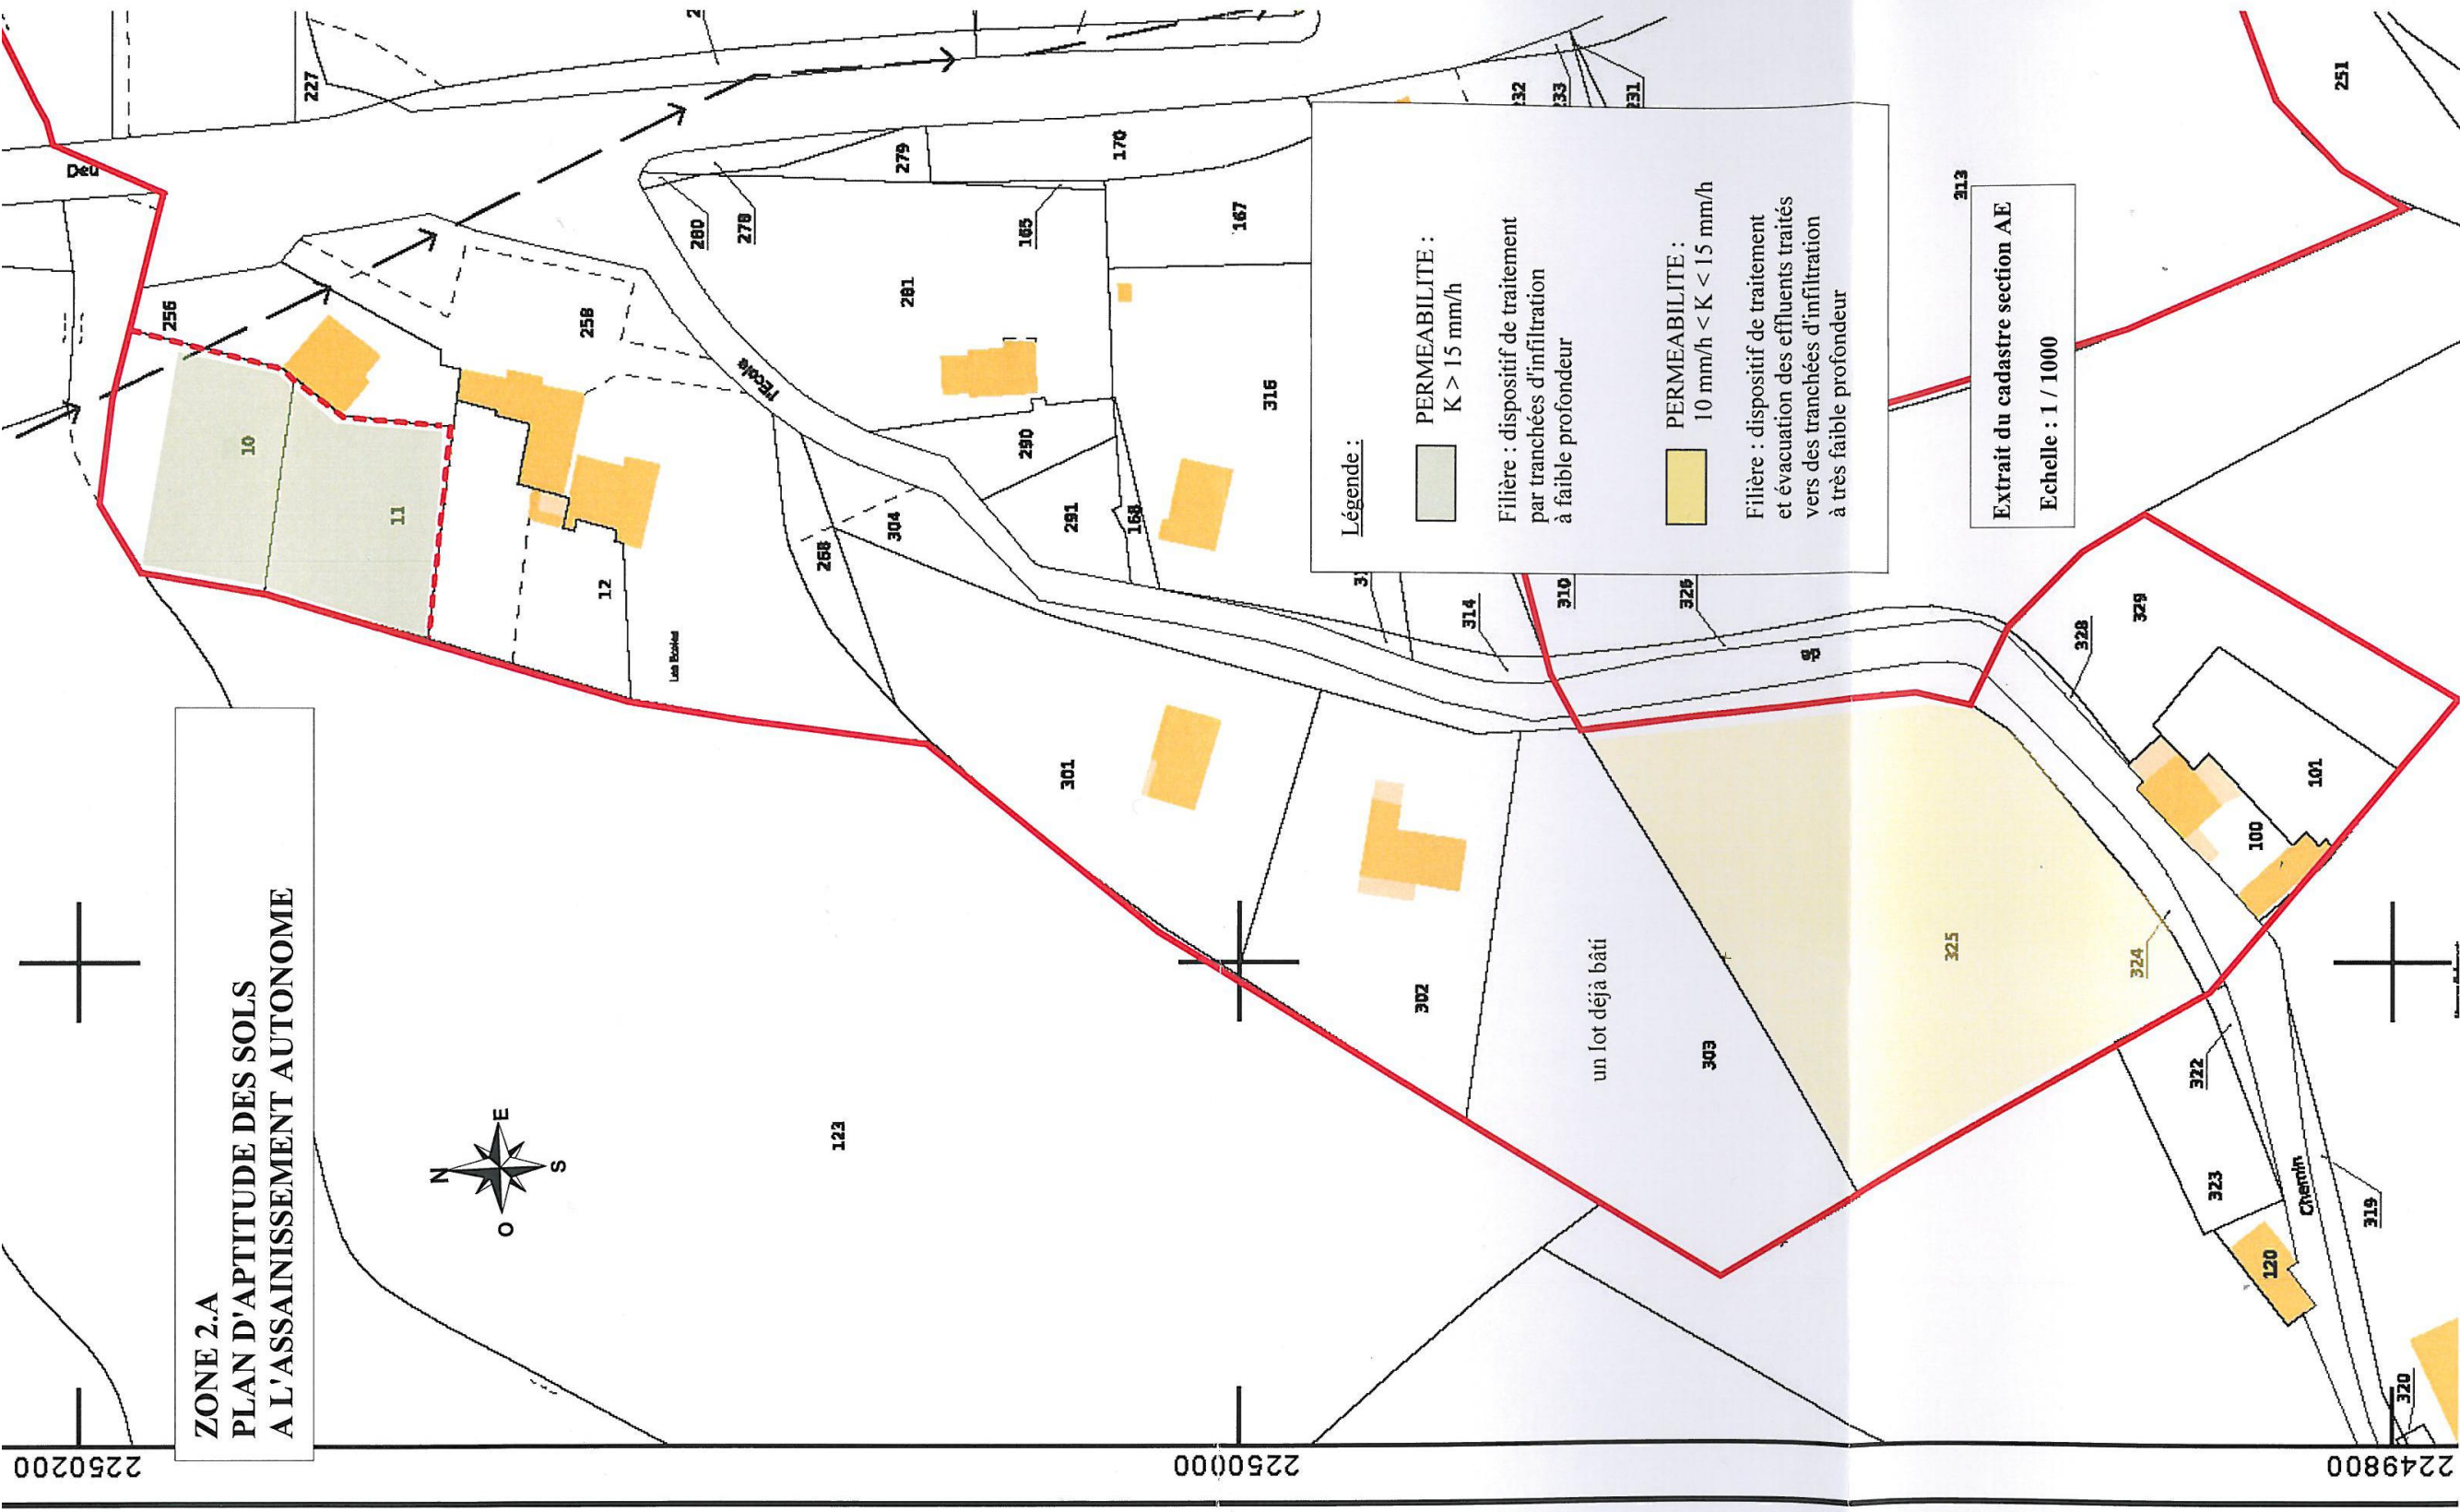 ZONE 2.A
PLAN D'APTITUDE DES SOLS
A L'ASSAINISSEMENT AUTONOME
N
O
E
S
Légende :
PERMEABILITE :
K > 15 mm/h
Filière : dispositif de traitement
par tranchées d'infiltration
à faible profondeur
PERMEABILITE :
10 mm/h < K < 15 mm/h
Filière : dispositif de traitement
et évacuation des effluents traités
vers des tranchées d'infiltration
à très faible profondeur
Extrait du cadastre section AE
Echelle : 1 / 1000
2250200
2250000
2249800
227
256
10
11
258
12
l'Ecole
280
278
279
170
165
167
281
290
291
168
316
268
304
301
302
123
un lot déjà bâti
303
314
310
326
325
324
313
251
232
233
231
329
328
101
100
322
323
Chemin
319
120
320